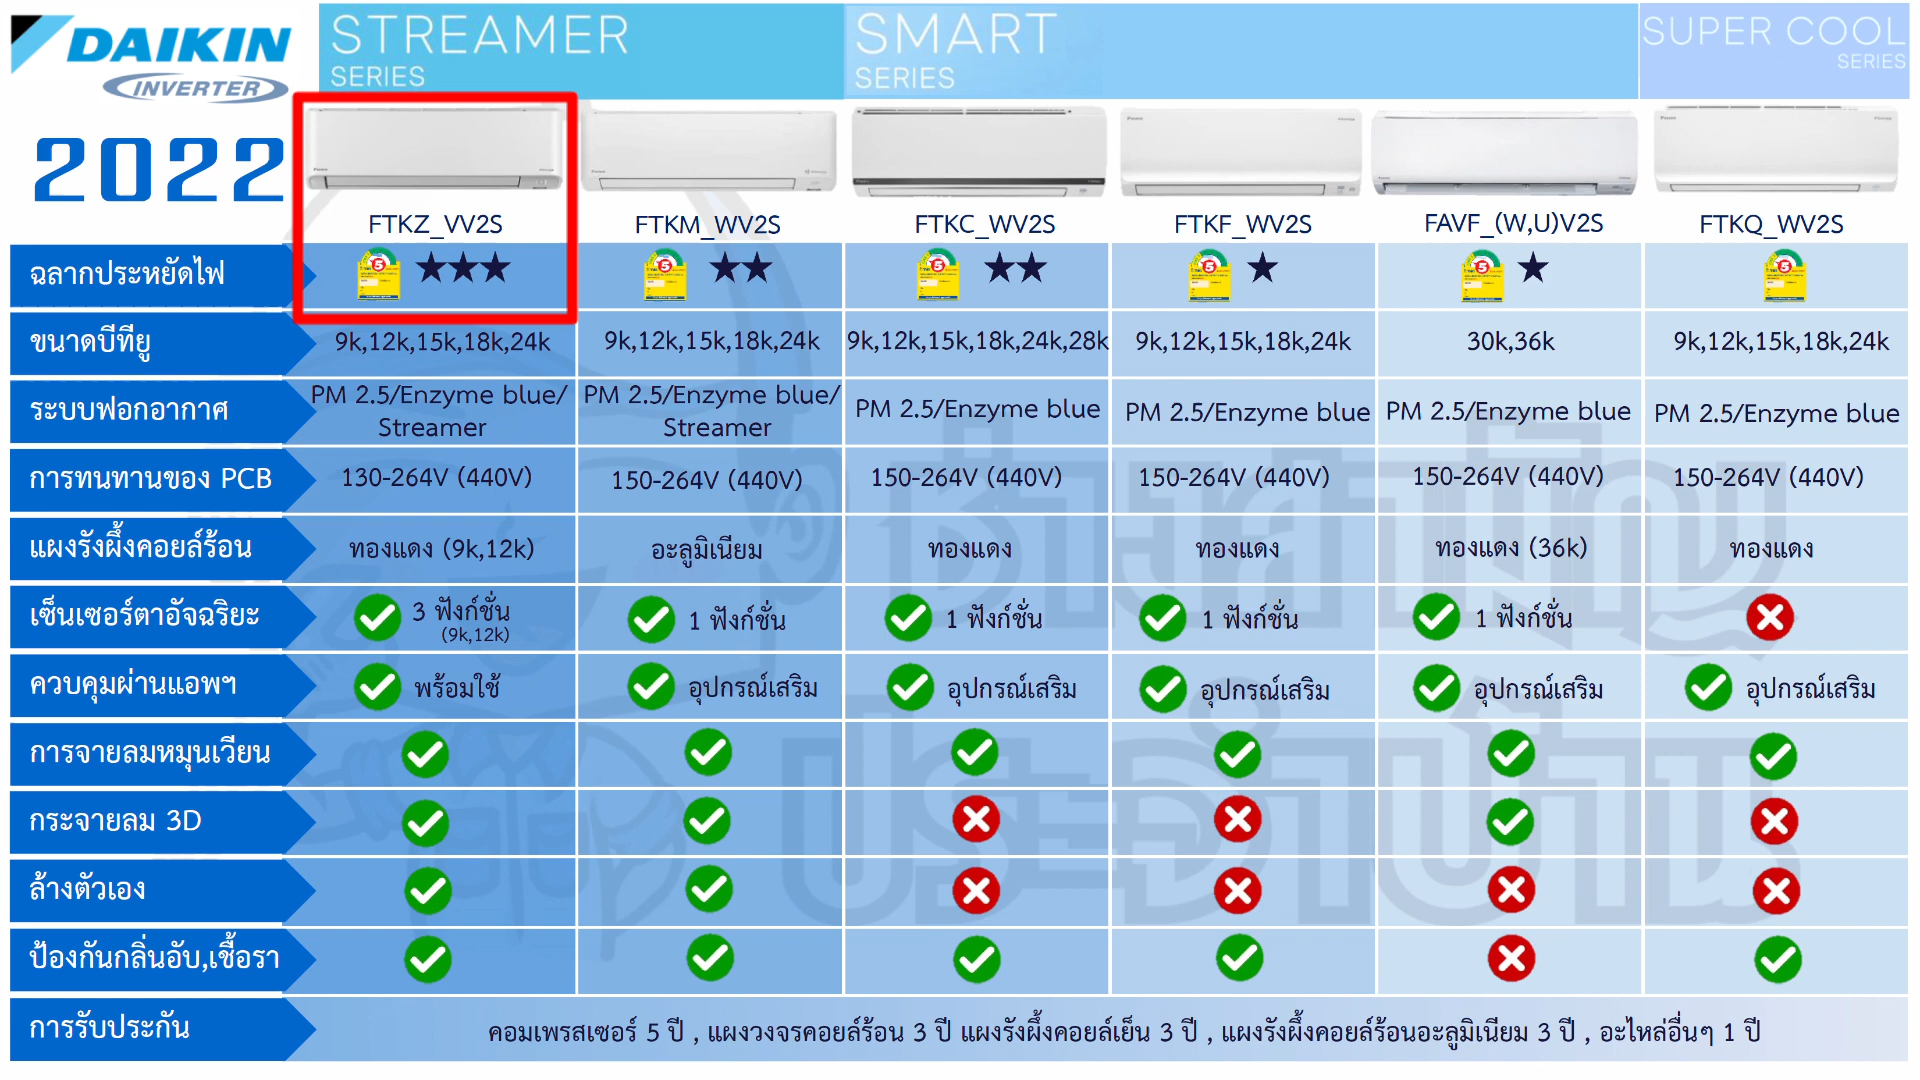 DAIKIN
INVERTER
2022
STREAMER
SERIES
SMART
SERIES
SUPER COOL
SERIES
FTKZ_VV2S
FTKM_WV2S
FTKC_WV2S
FTKF_WV2S
FAVF_(W,U)V2S
FTKQ_WV2S
ฉลากประหยัดไฟ
5 ★★★
5 ★★
5 ★★
5 ★
5 ★
5
ขนาดบีทียู
9k,12k,15k,18k,24k
9k,12k,15k,18k,24k
9k,12k,15k,18k,24k,28k
9k,12k,15k,18k,24k
30k,36k
9k,12k,15k,18k,24k
ระบบฟอกอากาศ
PM 2.5/Enzyme blue/
Streamer
PM 2.5/Enzyme blue/
Streamer
PM 2.5/Enzyme blue
PM 2.5/Enzyme blue
PM 2.5/Enzyme blue
PM 2.5/Enzyme blue
การทนทานของ PCB
130-264V (440V)
150-264V (440V)
150-264V (440V)
150-264V (440V)
150-264V (440V)
150-264V (440V)
แผงรังผึ้งคอยล์ร้อน
ทองแดง (9k,12k)
อะลูมิเนียม
ทองแดง
ทองแดง
ทองแดง (36k)
ทองแดง
เซ็นเซอร์ตาอัจฉริยะ
3 ฟังก์ชั่น
(9k,12k)
1 ฟังก์ชั่น
1 ฟังก์ชั่น
1 ฟังก์ชั่น
1 ฟังก์ชั่น
ควบคุมผ่านแอพฯ
พร้อมใช้
อุปกรณ์เสริม
อุปกรณ์เสริม
อุปกรณ์เสริม
อุปกรณ์เสริม
อุปกรณ์เสริม
การจายลมหมุนเวียน
กระจายลม 3D
ล้างตัวเอง
ป้องกันกลิ่นอับ,เชื้อรา
การรับประกัน
คอมเพรสเซอร์ 5 ปี , แผงวงจรคอยล์ร้อน 3 ปี แผงรังผึ้งคอยล์เย็น 3 ปี , แผงรังผึ้งคอยล์ร้อนอะลูมิเนียม 3 ปี , อะไหล่อื่นๆ 1 ปี
ช่างศาปัญ
ประจำบ้าน